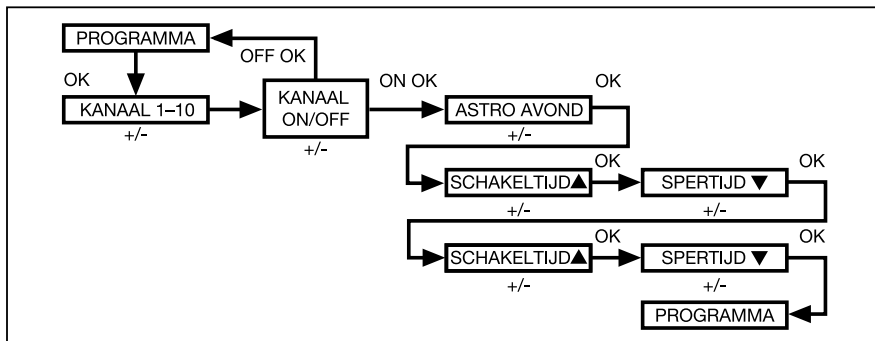 PROGRAMMA
OK
OFF OK
KANAAL 1–10
+/-
KANAAL
ON/OFF
+/-
ON OK
ASTRO AVOND
+/-
OK
SCHAKELTIJD▲
+/-
OK
SPERTIJD ▼
+/-
OK
SCHAKELTIJD▲
+/-
OK
SPERTIJD ▼
+/-
OK
PROGRAMMA